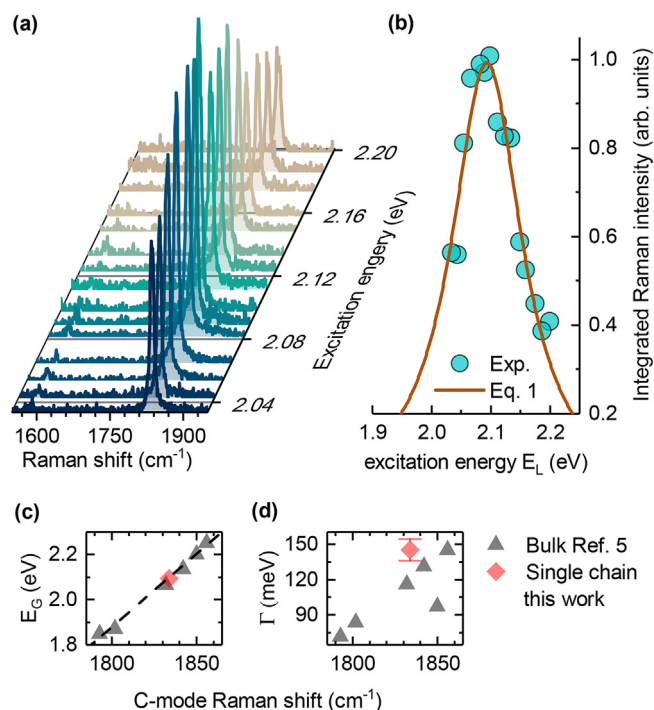 (a)
2.20
2.16
2.12
2.08
2.04
Excitation engery (eV)
1600 1750 1900
Raman shift (cm-1)
(b)
1.0
0.8
0.6
0.4
0.2
Integrated Raman intensity (arb. units)
Exp.
Eq. 1
1.9 2.0 2.1 2.2
excitation energy EL (eV)
(c)
2.2
2.0
1.8
EG (eV)
1800 1850
(d)
150
120
90
Γ (meV)
1800 1850
C-mode Raman shift (cm-1)
Bulk Ref. 5
Single chain
this work